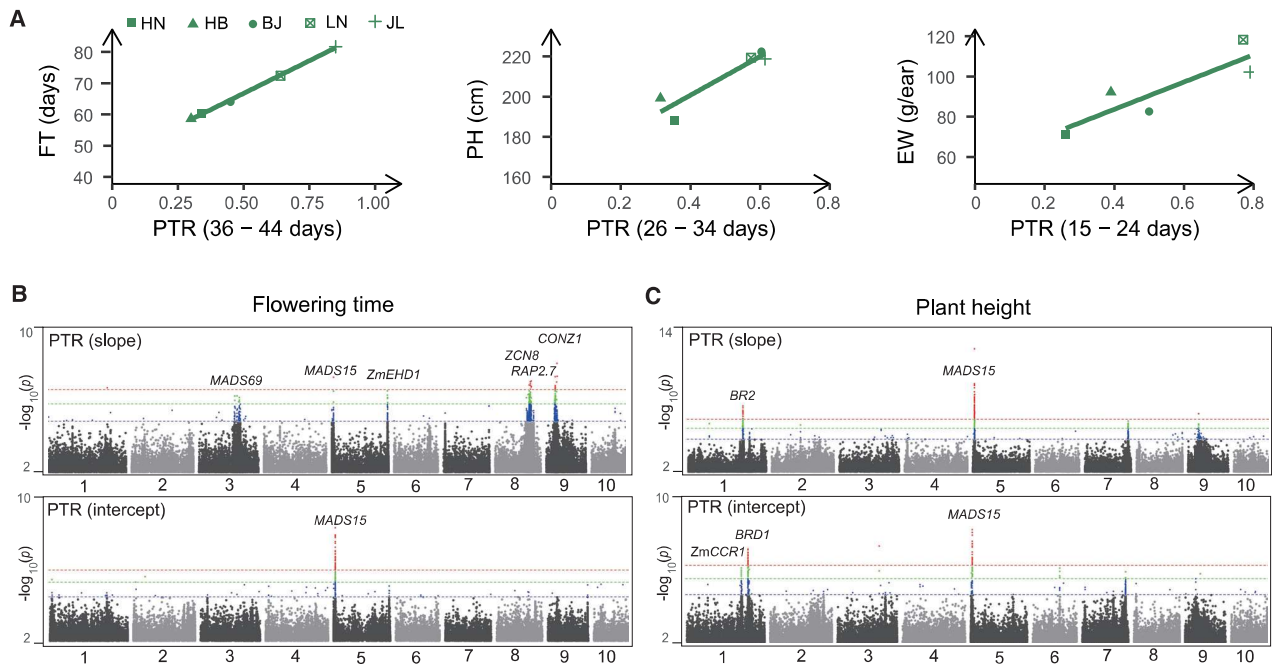 A
HN HB BJ LN JL
80
70
60
50
40
FT (days)
0 0.25 0.50 0.75 1.00
PTR (36 − 44 days)
220
200
180
160
PH (cm)
0 0.2 0.4 0.6 0.8
PTR (26 − 34 days)
120
100
80
60
EW (g/ear)
0 0.2 0.4 0.6 0.8
PTR (15 − 24 days)
B
Flowering time
10
PTR (slope)
CONZ1
ZCN8
MADS69 MADS15 ZmEHD1 RAP2.7
-log10(p)
2
1 2 3 4 5 6 7 8 9 10
10
PTR (intercept)
MADS15
-log10(p)
2
1 2 3 4 5 6 7 8 9 10
C
Plant height
14
PTR (slope)
MADS15
BR2
-log10(p)
2
1 2 3 4 5 6 7 8 9 10
10
PTR (intercept)
MADS15
BRD1
ZmCCR1
-log10(p)
2
1 2 3 4 5 6 7 8 9 10